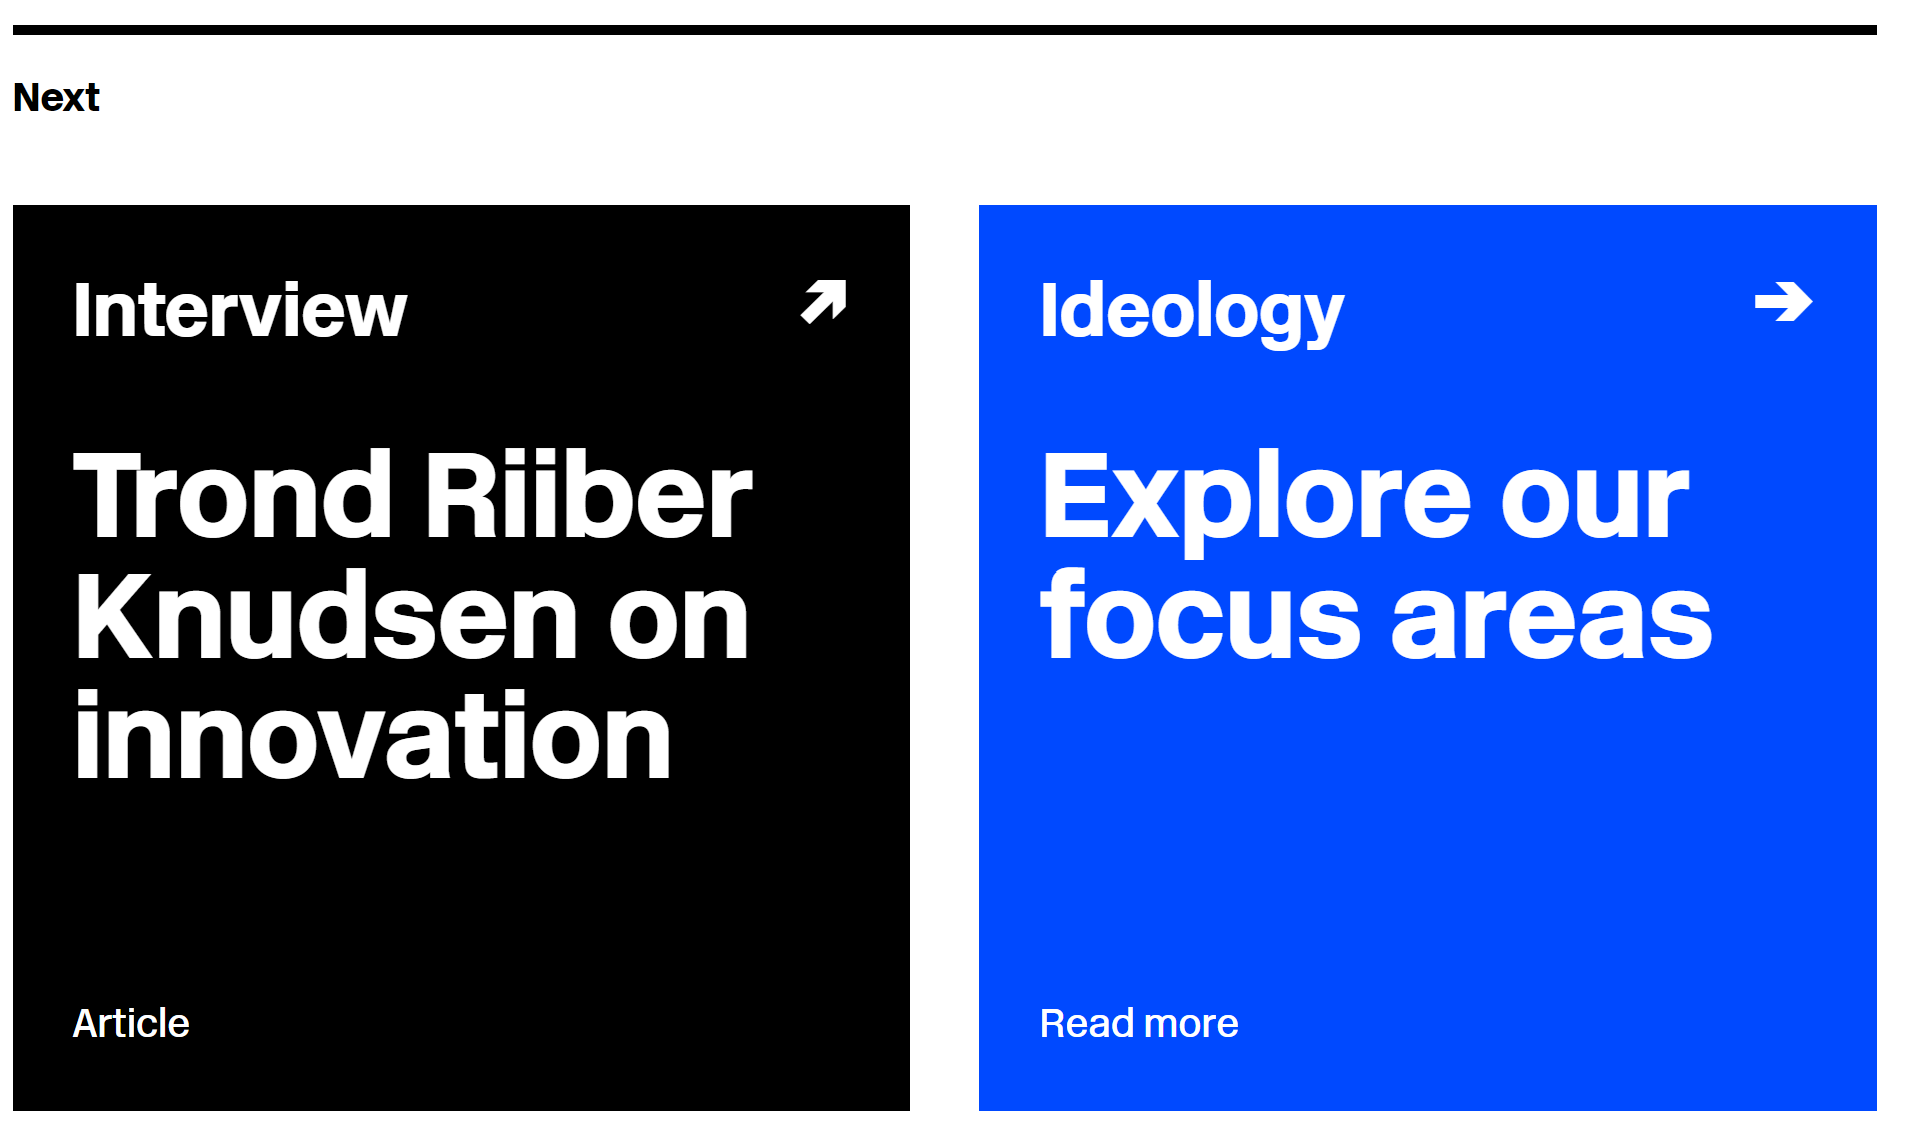 Next
Interview
Trond Riiber
Knudsen on
innovation
Article
Ideology
Explore our
focus areas
Read more